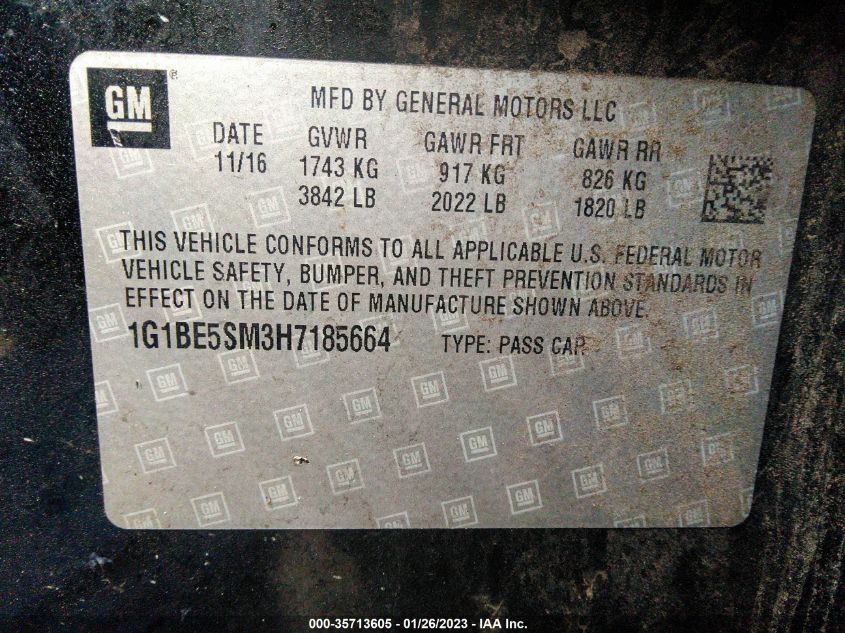 GM ®
MFD BY GENERAL MOTORS LLC
DATE GVWR GAWR FRT GAWR RR
11/16 1743 KG 917 KG 826 KG
3842 LB 2022 LB 1820 LB
THIS VEHICLE CONFORMS TO ALL APPLICABLE U.S. FEDERAL MOTOR
VEHICLE SAFETY, BUMPER, AND THEFT PREVENTION STANDARDS IN
EFFECT ON THE DATE OF MANUFACTURE SHOWN ABOVE.
1G1BE5SM3H7185664 TYPE: PASS CAR
000-35713605 - 01/26/2023 - IAA Inc.